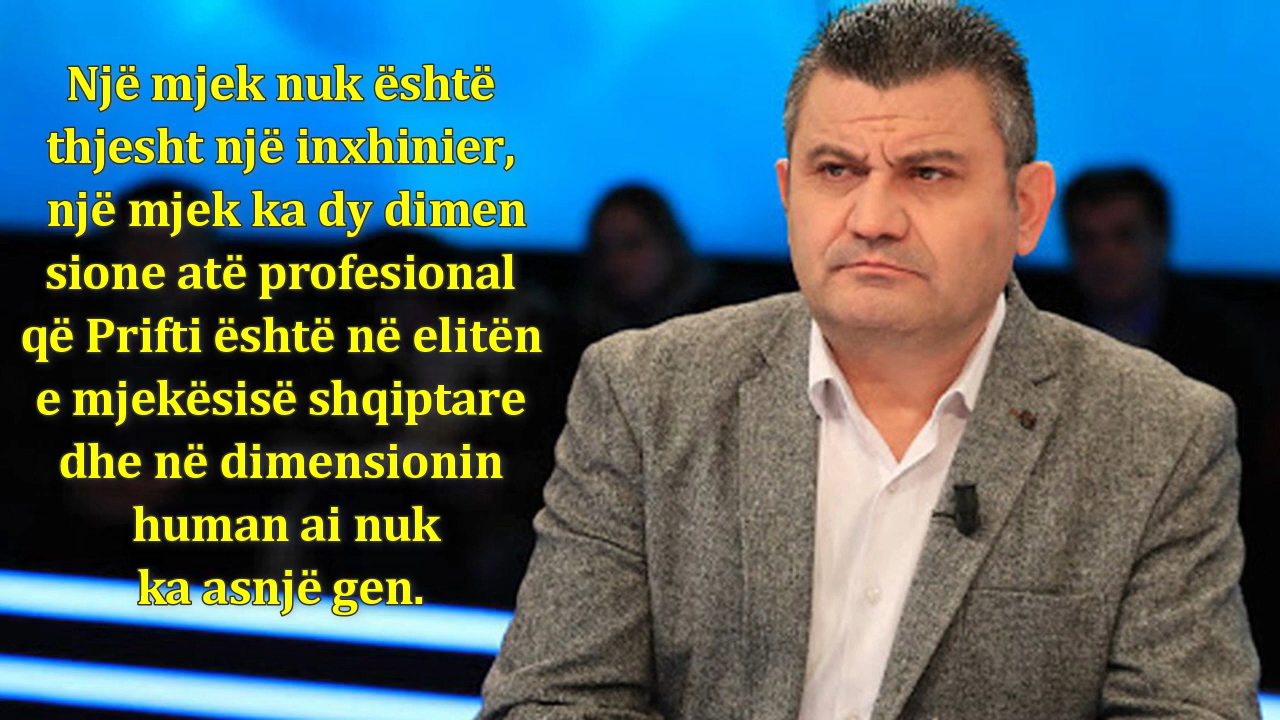 Një mjek nuk është
thjesht një inxhinier,
një mjek ka dy dimen
sione atë profesional
që Prifti është në elitën
e mjekësisë shqiptare
dhe në dimensionin
human ai nuk
ka asnjë gen.